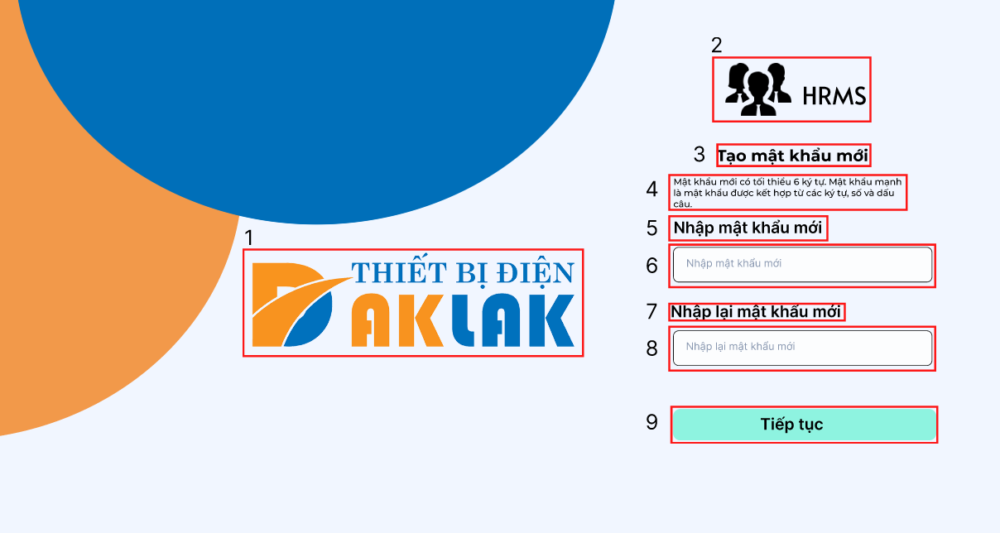 2
HRMS
3
Tạo mật khẩu mới
4
Mật khẩu mới có tối thiểu 6 ký tự. Mật khẩu mạnh
là mật khẩu được kết hợp từ các ký tự, số và dấu
câu.
5
Nhập mật khẩu mới
1
THIẾT BỊ ĐIỆN
DAKLAK
6
Nhập mật khẩu mới
7
Nhập lại mật khẩu mới
8
Nhập lại mật khẩu mới
9
Tiếp tục